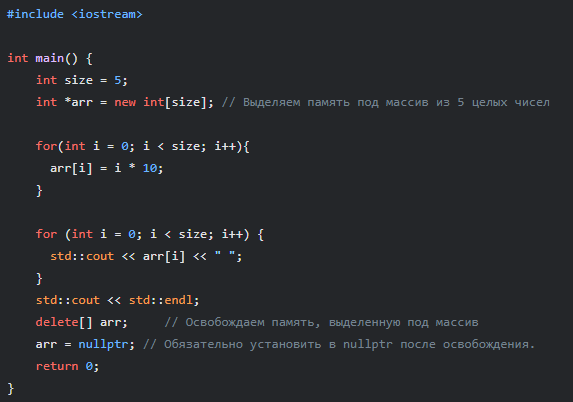 #include <iostream>

int main() {
    int size = 5;
    int *arr = new int[size]; // Выделяем память под массив из 5 целых чисел

    for(int i = 0; i < size; i++){
      arr[i] = i * 10;
    }

    for (int i = 0; i < size; i++) {
      std::cout << arr[i] << " ";
    }
    std::cout << std::endl;
    delete[] arr;     // Освобождаем память, выделенную под массив
    arr = nullptr; // Обязательно установить в nullptr после освобождения.
    return 0;
}